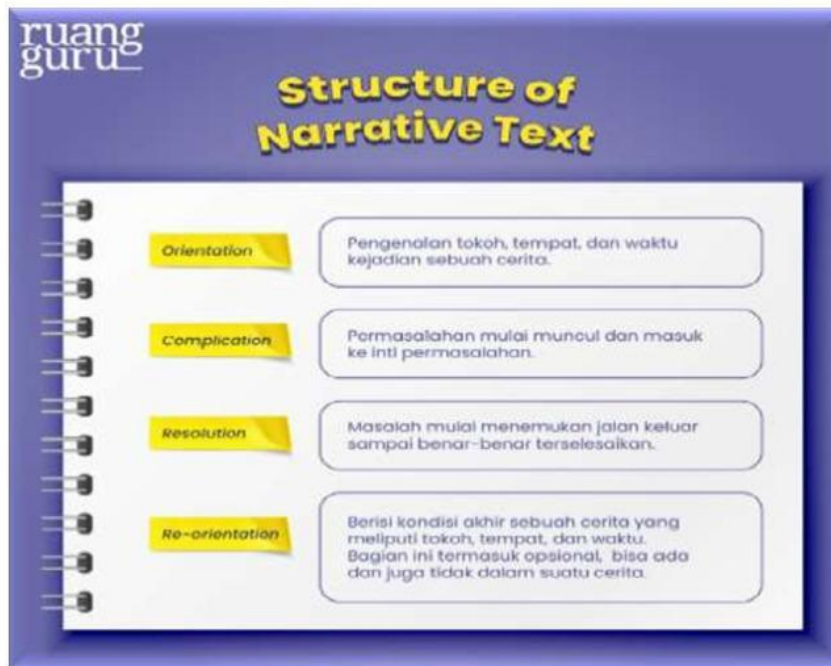 ruang
guru
Structure of
Narrative Text
Orientation
Pengenalan tokoh, tempat, dan waktu
kejadian sebuah cerita.
Complication
Permasalahan mulai muncul dan masuk
ke inti permasalahan.
Resolution
Masalah mulai menemukan jalan keluar
sampai benar-benar terselesaikan.
Re-orientation
Berisi kondisi akhir sebuah cerita yang
meliputi tokoh, tempat, dan waktu.
Bagian ini termasuk opsional, bisa ada
dan juga tidak dalam suatu cerita.